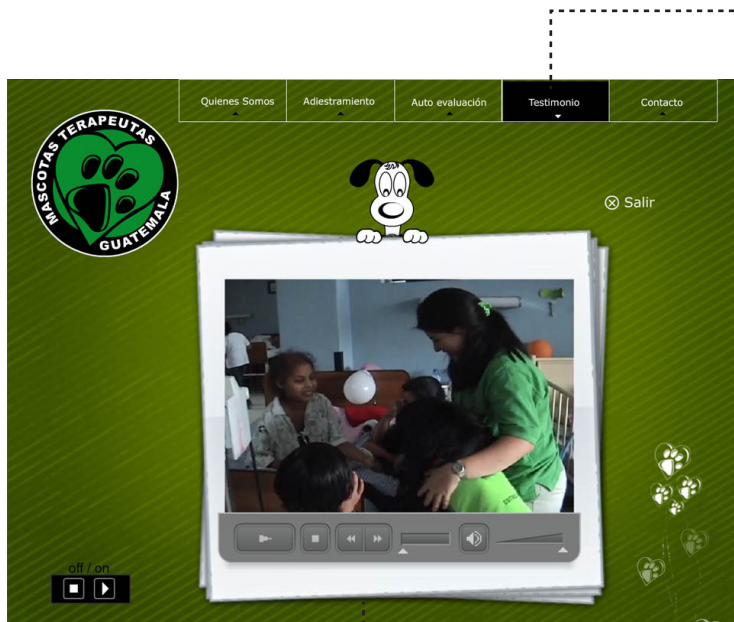 Quienes Somos
Adiestramiento
Auto evaluación
Testimonio
Contacto
MASCOTAS TERAPEUTAS
GUATEMALA
Salir
off / on